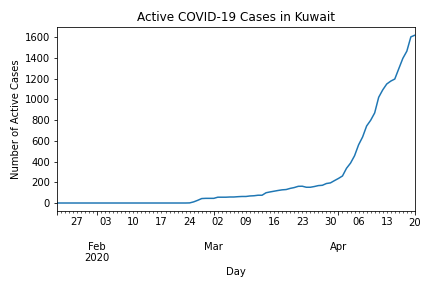 Active COVID-19 Cases in Kuwait
Number of Active Cases
1600
1400
1200
1000
800
600
400
200
0
27 03 10 17 24 02 09 16 23 30 06 13 20
Feb Mar Apr
2020
Day